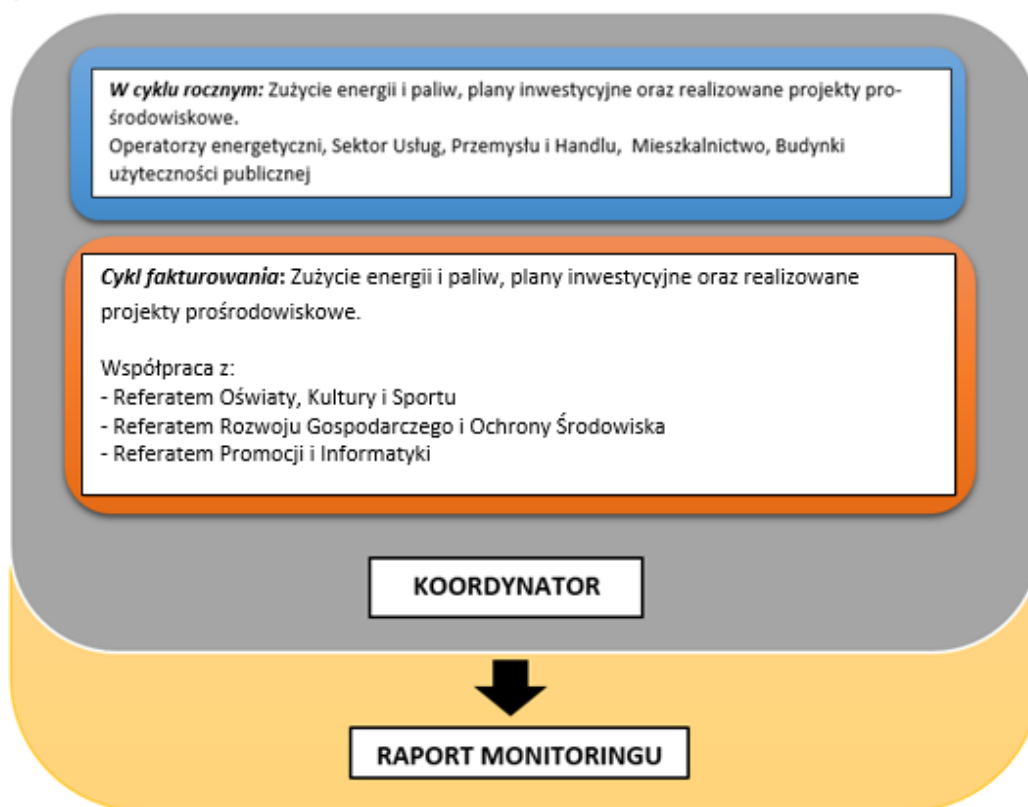 W cyklu rocznym: Zużycie energii i paliw, plany inwestycyjne oraz realizowane projekty pro-
środowiskowe.
Operatorzy energetyczni, Sektor Usług, Przemysłu i Handlu, Mieszkalnictwo, Budynki
użyteczności publicznej
Cykl fakturowania: Zużycie energii i paliw, plany inwestycyjne oraz realizowane
projekty prośrodowiskowe.
Współpraca z:
- Referatem Oświaty, Kultury i Sportu
- Referatem Rozwoju Gospodarczego i Ochrony Środowiska
- Referatem Promocji i Informatyki
KOORDYNATOR
RAPORT MONITORINGU